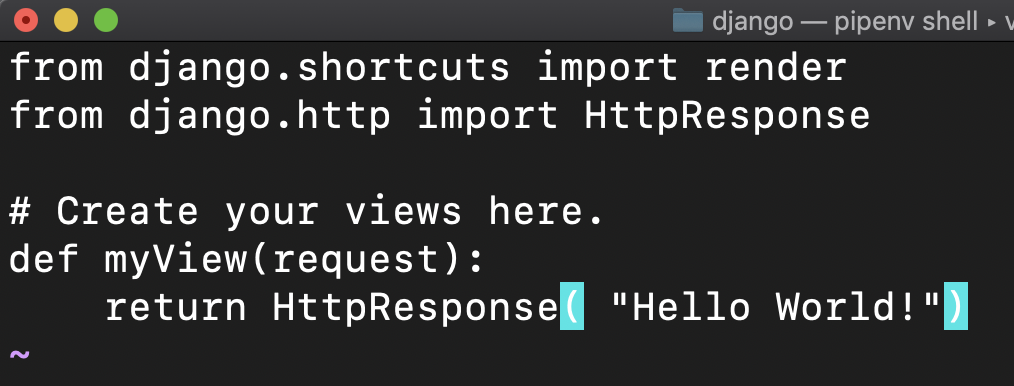 django — pipenv shell ▸ v
from django.shortcuts import render
from django.http import HttpResponse

# Create your views here.
def myView(request):
    return HttpResponse( "Hello World!")
~